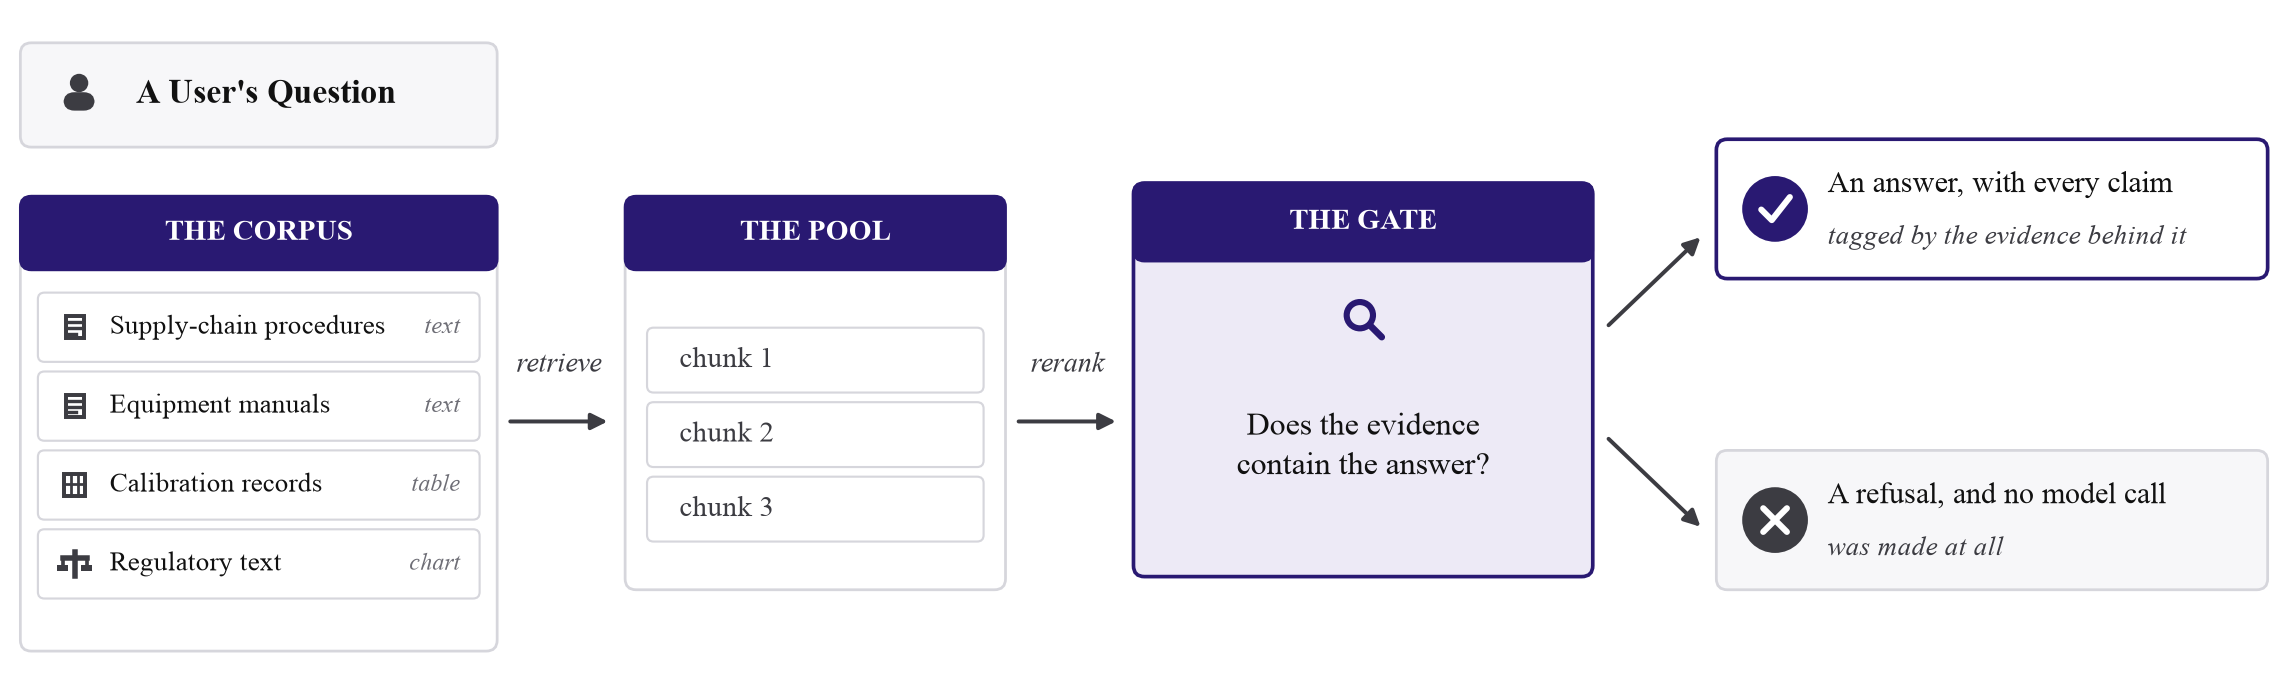 A User's Question
THE CORPUS
Supply-chain procedures text
Equipment manuals text
Calibration records table
Regulatory text chart
retrieve
THE POOL
chunk 1
chunk 2
chunk 3
rerank
THE GATE
Does the evidence
contain the answer?
An answer, with every claim
tagged by the evidence behind it
A refusal, and no model call
was made at all